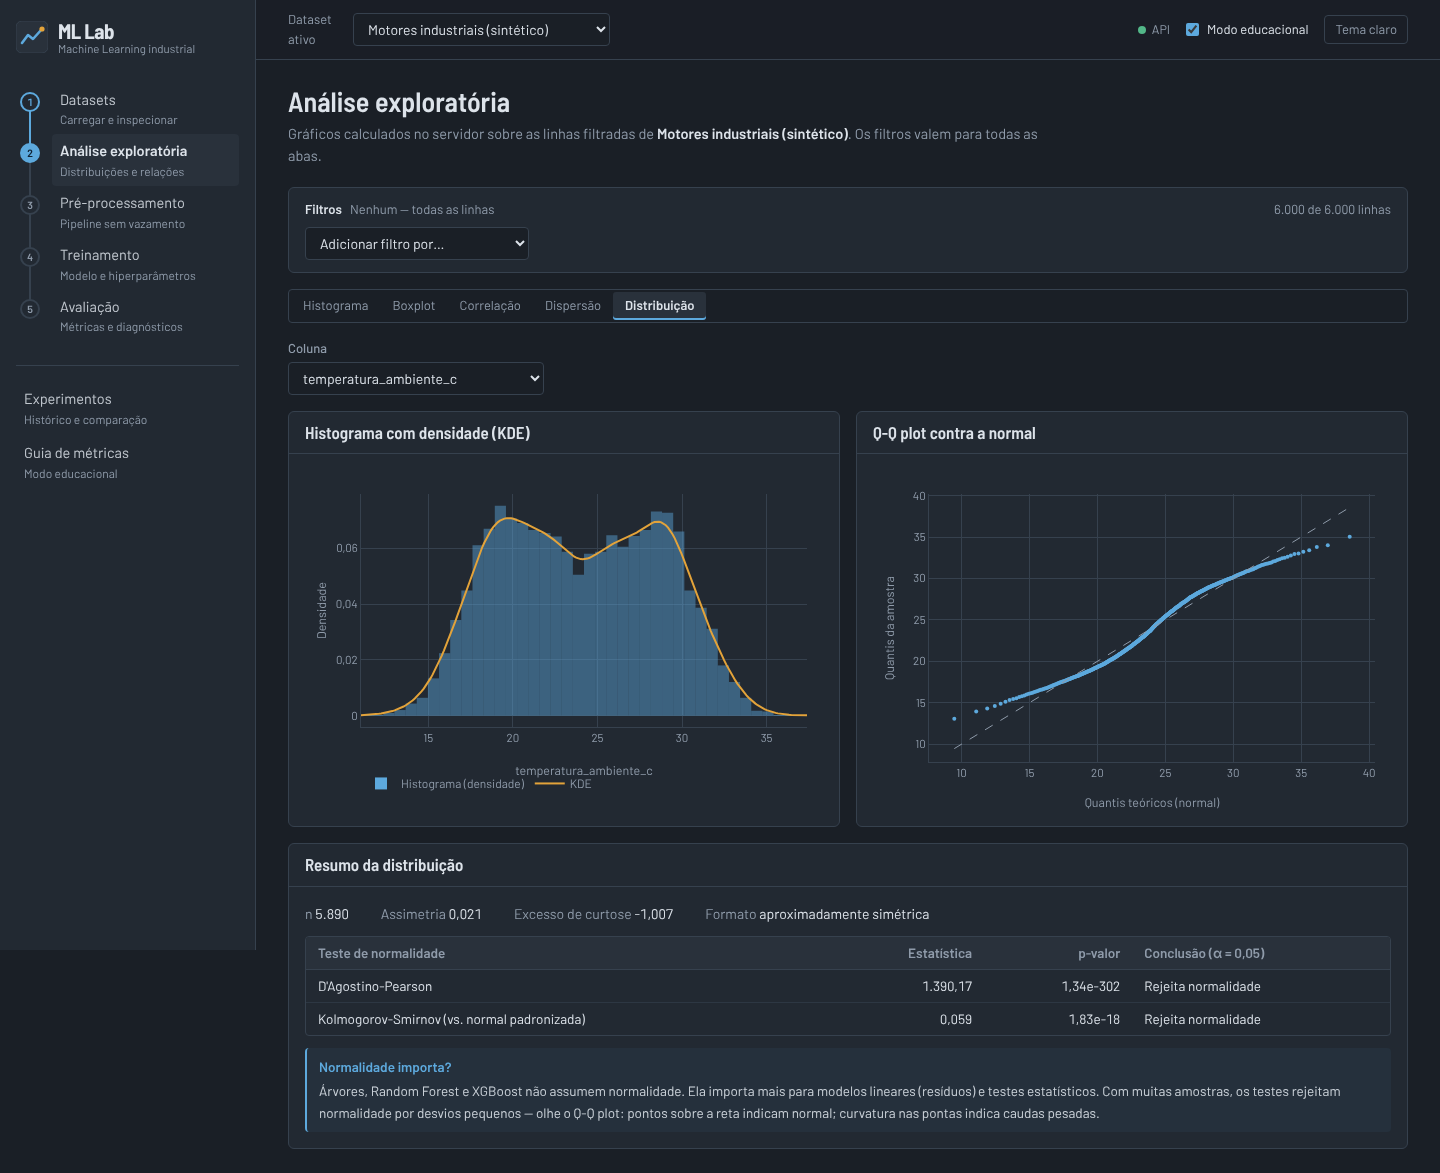 ML Lab
Machine Learning industrial
1
Datasets
Carregar e inspecionar
2
Análise exploratória
Distribuições e relações
3
Pré-processamento
Pipeline sem vazamento
4
Treinamento
Modelo e hiperparâmetros
5
Avaliação
Métricas e diagnósticos
Experimentos
Histórico e comparação
Guia de métricas
Modo educacional
Dataset
ativo
Motores industriais (sintético)
API
Modo educacional
Tema claro
Análise exploratória
Gráficos calculados no servidor sobre as linhas filtradas de Motores industriais (sintético). Os filtros valem para todas as
abas.
Filtros Nenhum — todas as linhas
6.000 de 6.000 linhas
Adicionar filtro por...
Histograma Boxplot Correlação Dispersão Distribuição
Coluna
temperatura_ambiente_c
Histograma com densidade (KDE)
Densidade
0,06
0,04
0,02
0
15 20 25 30 35
temperatura_ambiente_c
Histograma (densidade) KDE
Q-Q plot contra a normal
Quantis da amostra
40
35
30
25
20
15
10
10 15 20 25 30 35 40
Quantis teóricos (normal)
Resumo da distribuição
n 5.890 Assimetria 0,021 Excesso de curtose -1,007 Formato aproximadamente simétrica
Teste de normalidade Estatística p-valor Conclusão (α = 0,05)
D'Agostino-Pearson 1.390,17 1,34e-302 Rejeita normalidade
Kolmogorov-Smirnov (vs. normal padronizada) 0,059 1,83e-18 Rejeita normalidade
Normalidade importa?
Árvores, Random Forest e XGBoost não assumem normalidade. Ela importa mais para modelos lineares (resíduos) e testes estatísticos. Com muitas amostras, os testes rejeitam
normalidade por desvios pequenos — olhe o Q-Q plot: pontos sobre a reta indicam normal; curvatura nas pontas indica caudas pesadas.